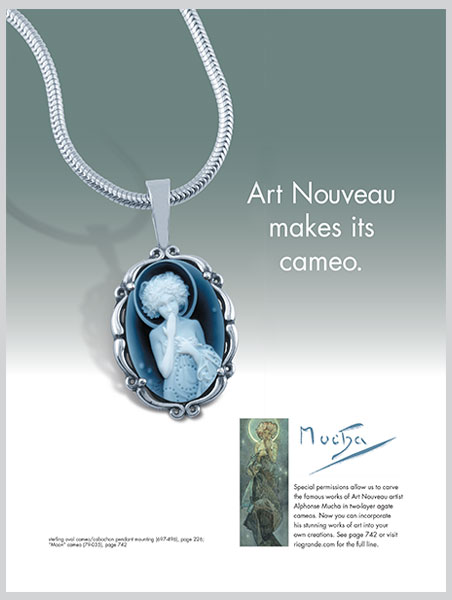 Art Nouveau
makes its
cameo.
Mucha
Special permissions allow us to carve
the famous works of Art Nouveau artist
Alphonse Mucha in two-layer agate
cameos. Now you can incorporate
his stunning works of art into your
own creations. See page 742 or visit
riogrande.com for the full line.
sterling oval cameo/cabochon pendant mounting (697-496), page 226;
"Moon" cameo (79-035), page 742